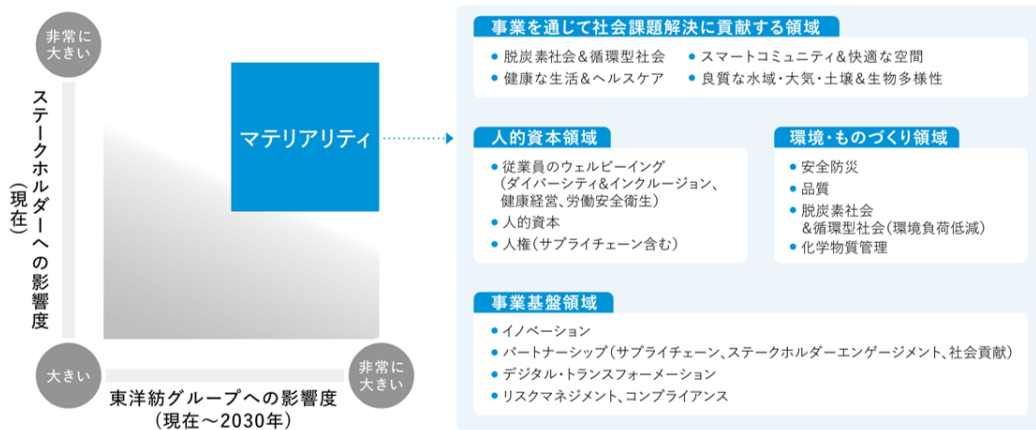 非常に
大きい
ステークホルダーへの影響度
(現在)
マテリアリティ
大きい
非常に
大きい
東洋紡グループへの影響度
(現在～2030年)
事業を通じて社会課題解決に貢献する領域
● 脱炭素社会&循環型社会
● スマートコミュニティ&快適な空間
● 健康な生活&ヘルスケア
● 良質な水域・大気・土壌&生物多様性
人的資本領域
● 従業員のウェルビーイング
(ダイバーシティ&インクルージョン、
健康経営、労働安全衛生)
● 人的資本
● 人権(サプライチェーン含む)
環境・ものづくり領域
● 安全防災
● 品質
● 脱炭素社会
&循環型社会(環境負荷低減)
● 化学物質管理
事業基盤領域
● イノベーション
● パートナーシップ(サプライチェーン、ステークホルダーエンゲージメント、社会貢献)
● デジタル・トランスフォーメーション
● リスクマネジメント、コンプライアンス